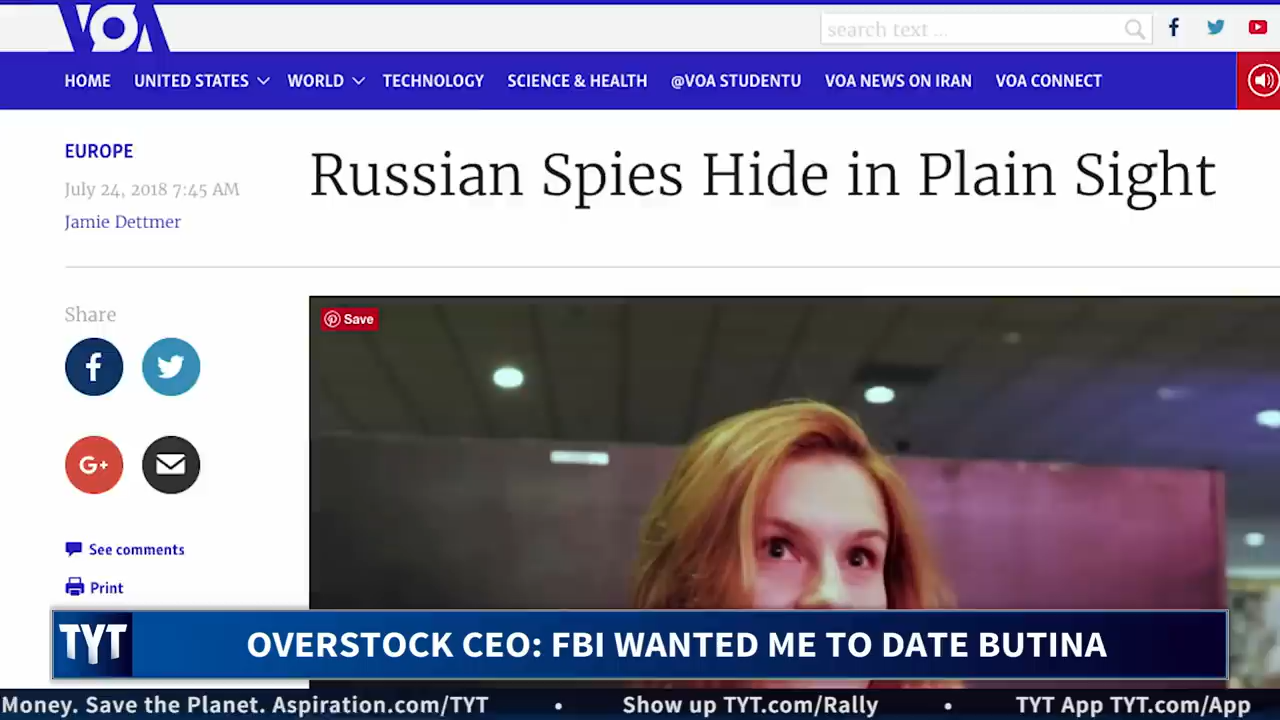 VOA
search text ...
HOME UNITED STATES WORLD TECHNOLOGY SCIENCE & HEALTH @VOA STUDENTU VOA NEWS ON IRAN VOA CONNECT
EUROPE
July 24, 2018 7:45 AM
Jamie Dettmer
Russian Spies Hide in Plain Sight
Share
Save
G+
See comments
Print
TYT OVERSTOCK CEO: FBI WANTED ME TO DATE BUTINA
Money. Save the Planet. Aspiration.com/TYT • Show up TYT.com/Rally • TYT App TYT.com/App